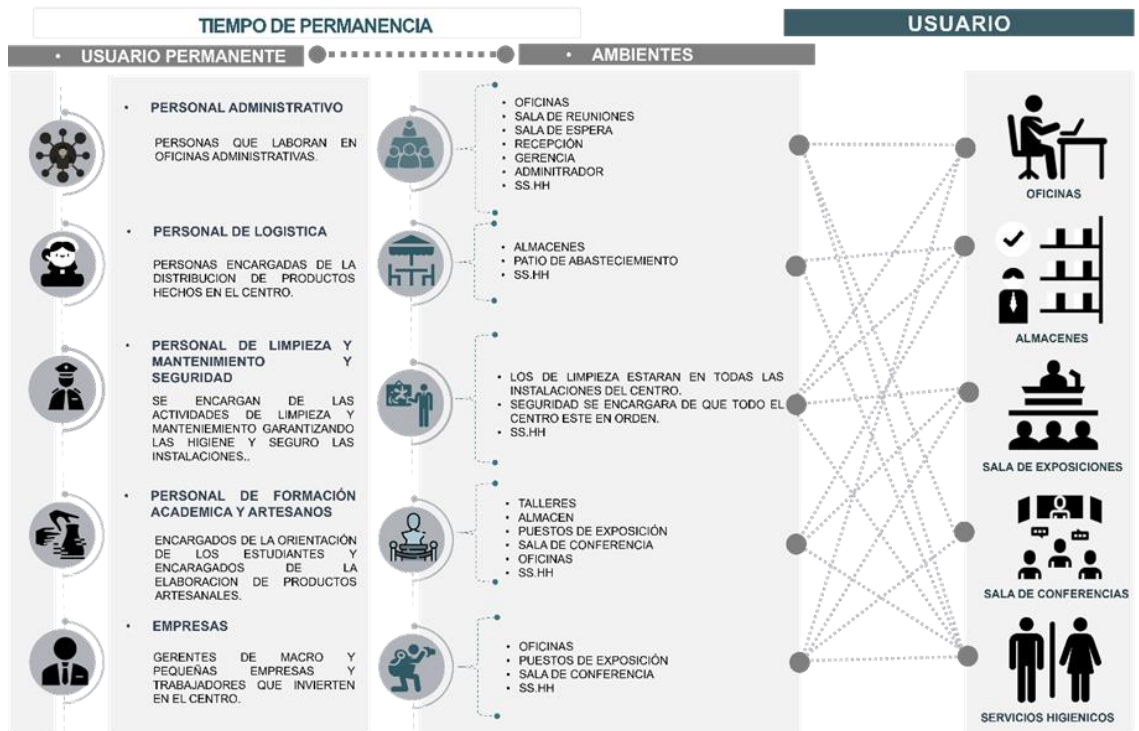 TIEMPO DE PERMANENCIA
USUARIO
• USUARIO PERMANENTE
• AMBIENTES
• PERSONAL ADMINISTRATIVO
PERSONAS QUE LABORAN EN
OFICINAS ADMINISTRATIVAS.
• OFICINAS
• SALA DE REUNIONES
• SALA DE ESPERA
• RECEPCIÓN
• GERENCIA
• ADMINITRADOR
• SS.HH
• PERSONAL DE LOGISTICA
PERSONAS ENCARGADAS DE LA
DISTRIBUCION DE PRODUCTOS
HECHOS EN EL CENTRO.
• ALMACENES
• PATIO DE ABASTECIEMIENTO
• SS.HH
• PERSONAL DE LIMPIEZA Y
MANTENIMIENTO Y
SEGURIDAD
SE ENCARGAN DE LAS
ACTIVIDADES DE LIMPIEZA Y
MANTENIEMIENTO GARANTIZANDO
LAS HIGIENE Y SEGURO LAS
INSTALACIONES..
• LOS DE LIMPIEZA ESTARAN EN TODAS LAS
INSTALACIONES DEL CENTRO.
• SEGURIDAD SE ENCARGARA DE QUE TODO EL
CENTRO ESTE EN ORDEN.
• SS.HH
• PERSONAL DE FORMACIÓN
ACADEMICA Y ARTESANOS
ENCARGADOS DE LA ORIENTACIÓN
DE LOS ESTUDIANTES Y
ENCARAGADOS DE LA
ELABORACION DE PRODUCTOS
ARTESANALES.
• TALLERES
• ALMACEN
• PUESTOS DE EXPOSICIÓN
• SALA DE CONFERENCIA
• OFICINAS
• SS.HH
• EMPRESAS
GERENTES DE MACRO Y
PEQUEÑAS EMPRESAS Y
TRABAJADORES QUE INVIERTEN
EN EL CENTRO.
• OFICINAS
• PUESTOS DE EXPOSICIÓN
• SALA DE CONFERENCIA
• SS.HH
OFICINAS
ALMACENES
SALA DE EXPOSICIONES
SALA DE CONFERENCIAS
SERVICIOS HIGIENICOS